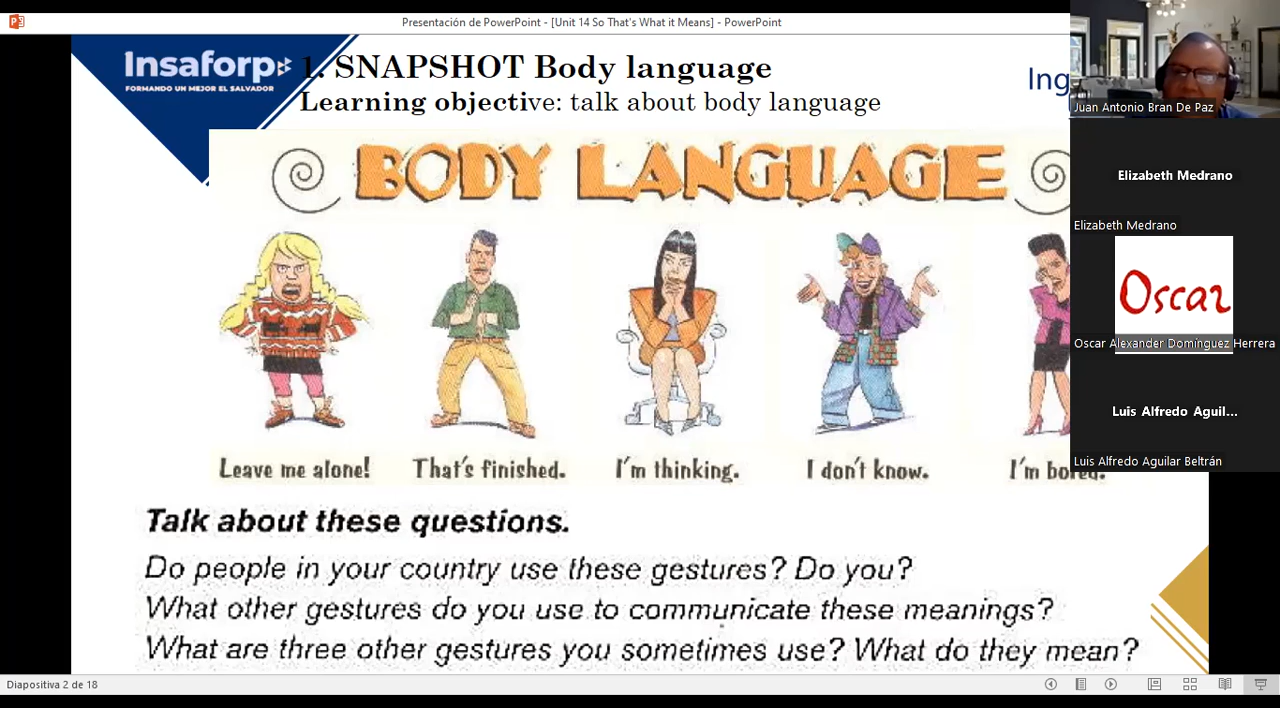 Presentación de PowerPoint - [Unit 14 So That's What it Means] - PowerPoint
Insaforp
FORMANDO UN MEJOR EL SALVADOR
1. SNAPSHOT Body language
Learning objective: talk about body language
Ing
BODY LANGUAGE
Leave me alone!
That's finished.
I'm thinking.
I don't know.
I'm bored.
Talk about these questions.
Do people in your country use these gestures? Do you?
What other gestures do you use to communicate these meanings?
What are three other gestures you sometimes use? What do they mean?
Juan Antonio Bran De Paz
Elizabeth Medrano
Elizabeth Medrano
Oscar
Oscar Alexander Domínguez Herrera
Luis Alfredo Aguil...
Luis Alfredo Aguilar Beltrán
Diapositiva 2 de 18